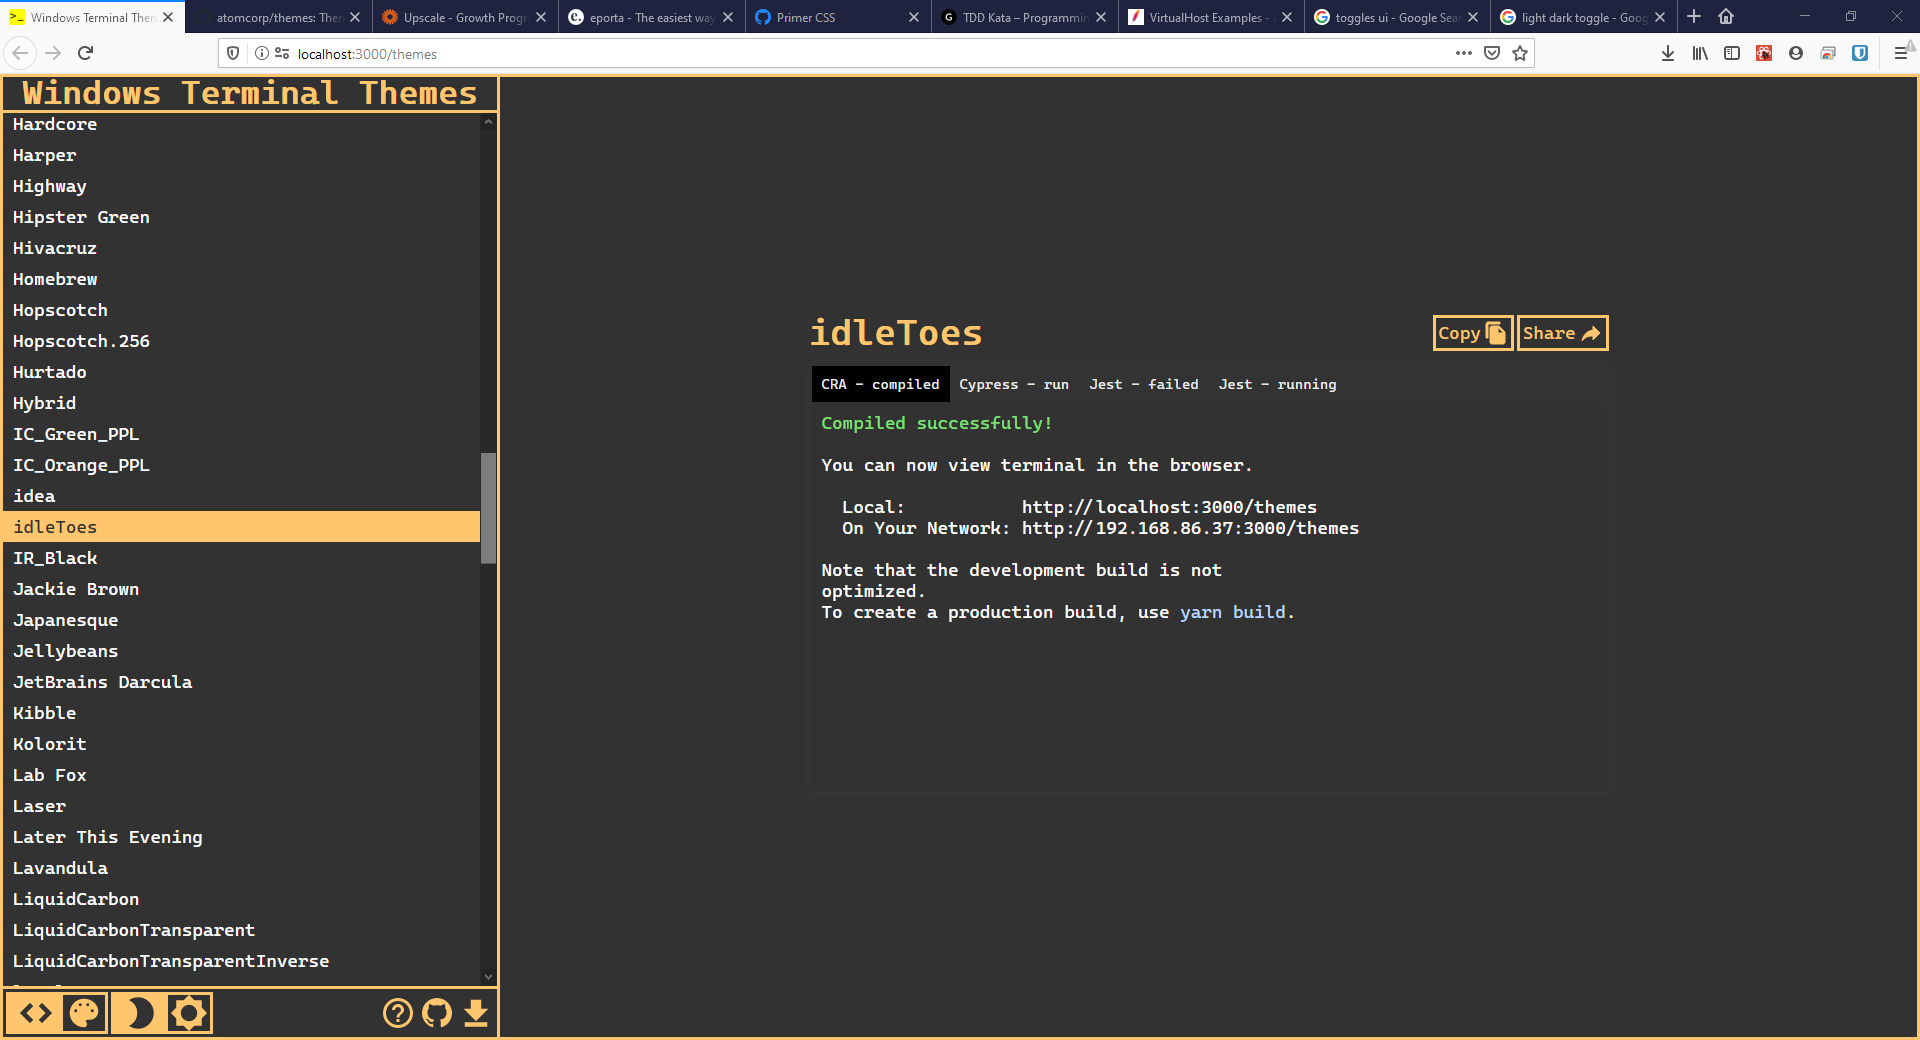 Windows Terminal Them
atomcorp/themes: Ther
Upscale - Growth Progr
eporta - The easiest way
Primer CSS
TDD Kata – Programmin
VirtualHost Examples -
toggles ui - Google Sea
light dark toggle - Goog
localhost:3000/themes
Windows Terminal Themes
Hardcore
Harper
Highway
Hipster Green
Hivacruz
Homebrew
Hopscotch
Hopscotch.256
Hurtado
Hybrid
IC_Green_PPL
IC_Orange_PPL
idea
idleToes
IR_Black
Jackie Brown
Japanesque
Jellybeans
JetBrains Darcula
Kibble
Kolorit
Lab Fox
Laser
Later This Evening
Lavandula
LiquidCarbon
LiquidCarbonTransparent
LiquidCarbonTransparentInverse
idleToes
Copy
Share
CRA - compiled Cypress - run Jest - failed Jest - running
Compiled successfully!
You can now view terminal in the browser.
Local: http://localhost:3000/themes
On Your Network: http://192.168.86.37:3000/themes
Note that the development build is not
optimized.
To create a production build, use yarn build.